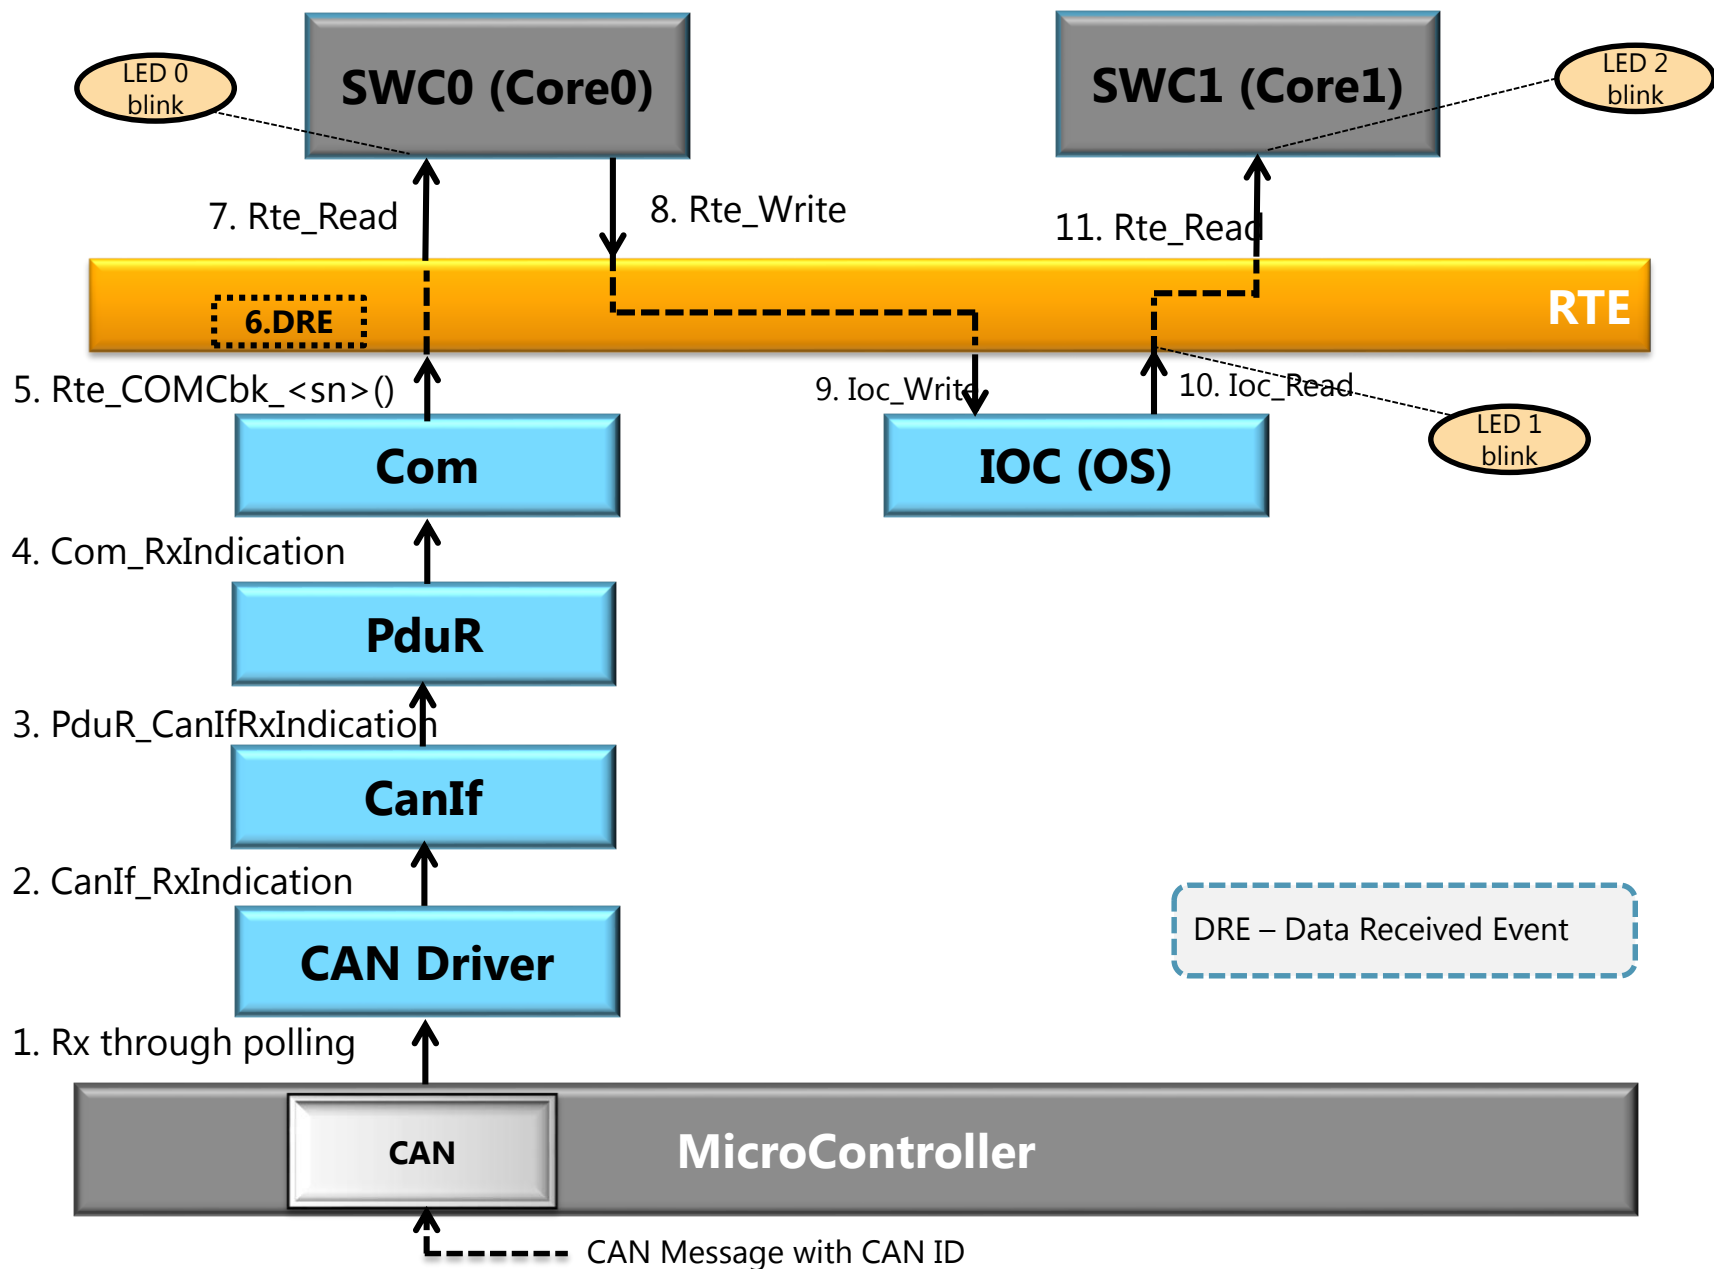 LED 0
blink
SWC0 (Core0)
SWC1 (Core1)
LED 2
blink
7. Rte_Read
8. Rte_Write
11. Rte_Read
6.DRE
RTE
5. Rte_COMCbk_<sn>()
9. Ioc_Write
10. Ioc_Read
LED 1
blink
Com
IOC (OS)
4. Com_RxIndication
PduR
3. PduR_CanIfRxIndication
CanIf
2. CanIf_RxIndication
CAN Driver
DRE – Data Received Event
1. Rx through polling
CAN
MicroController
CAN Message with CAN ID